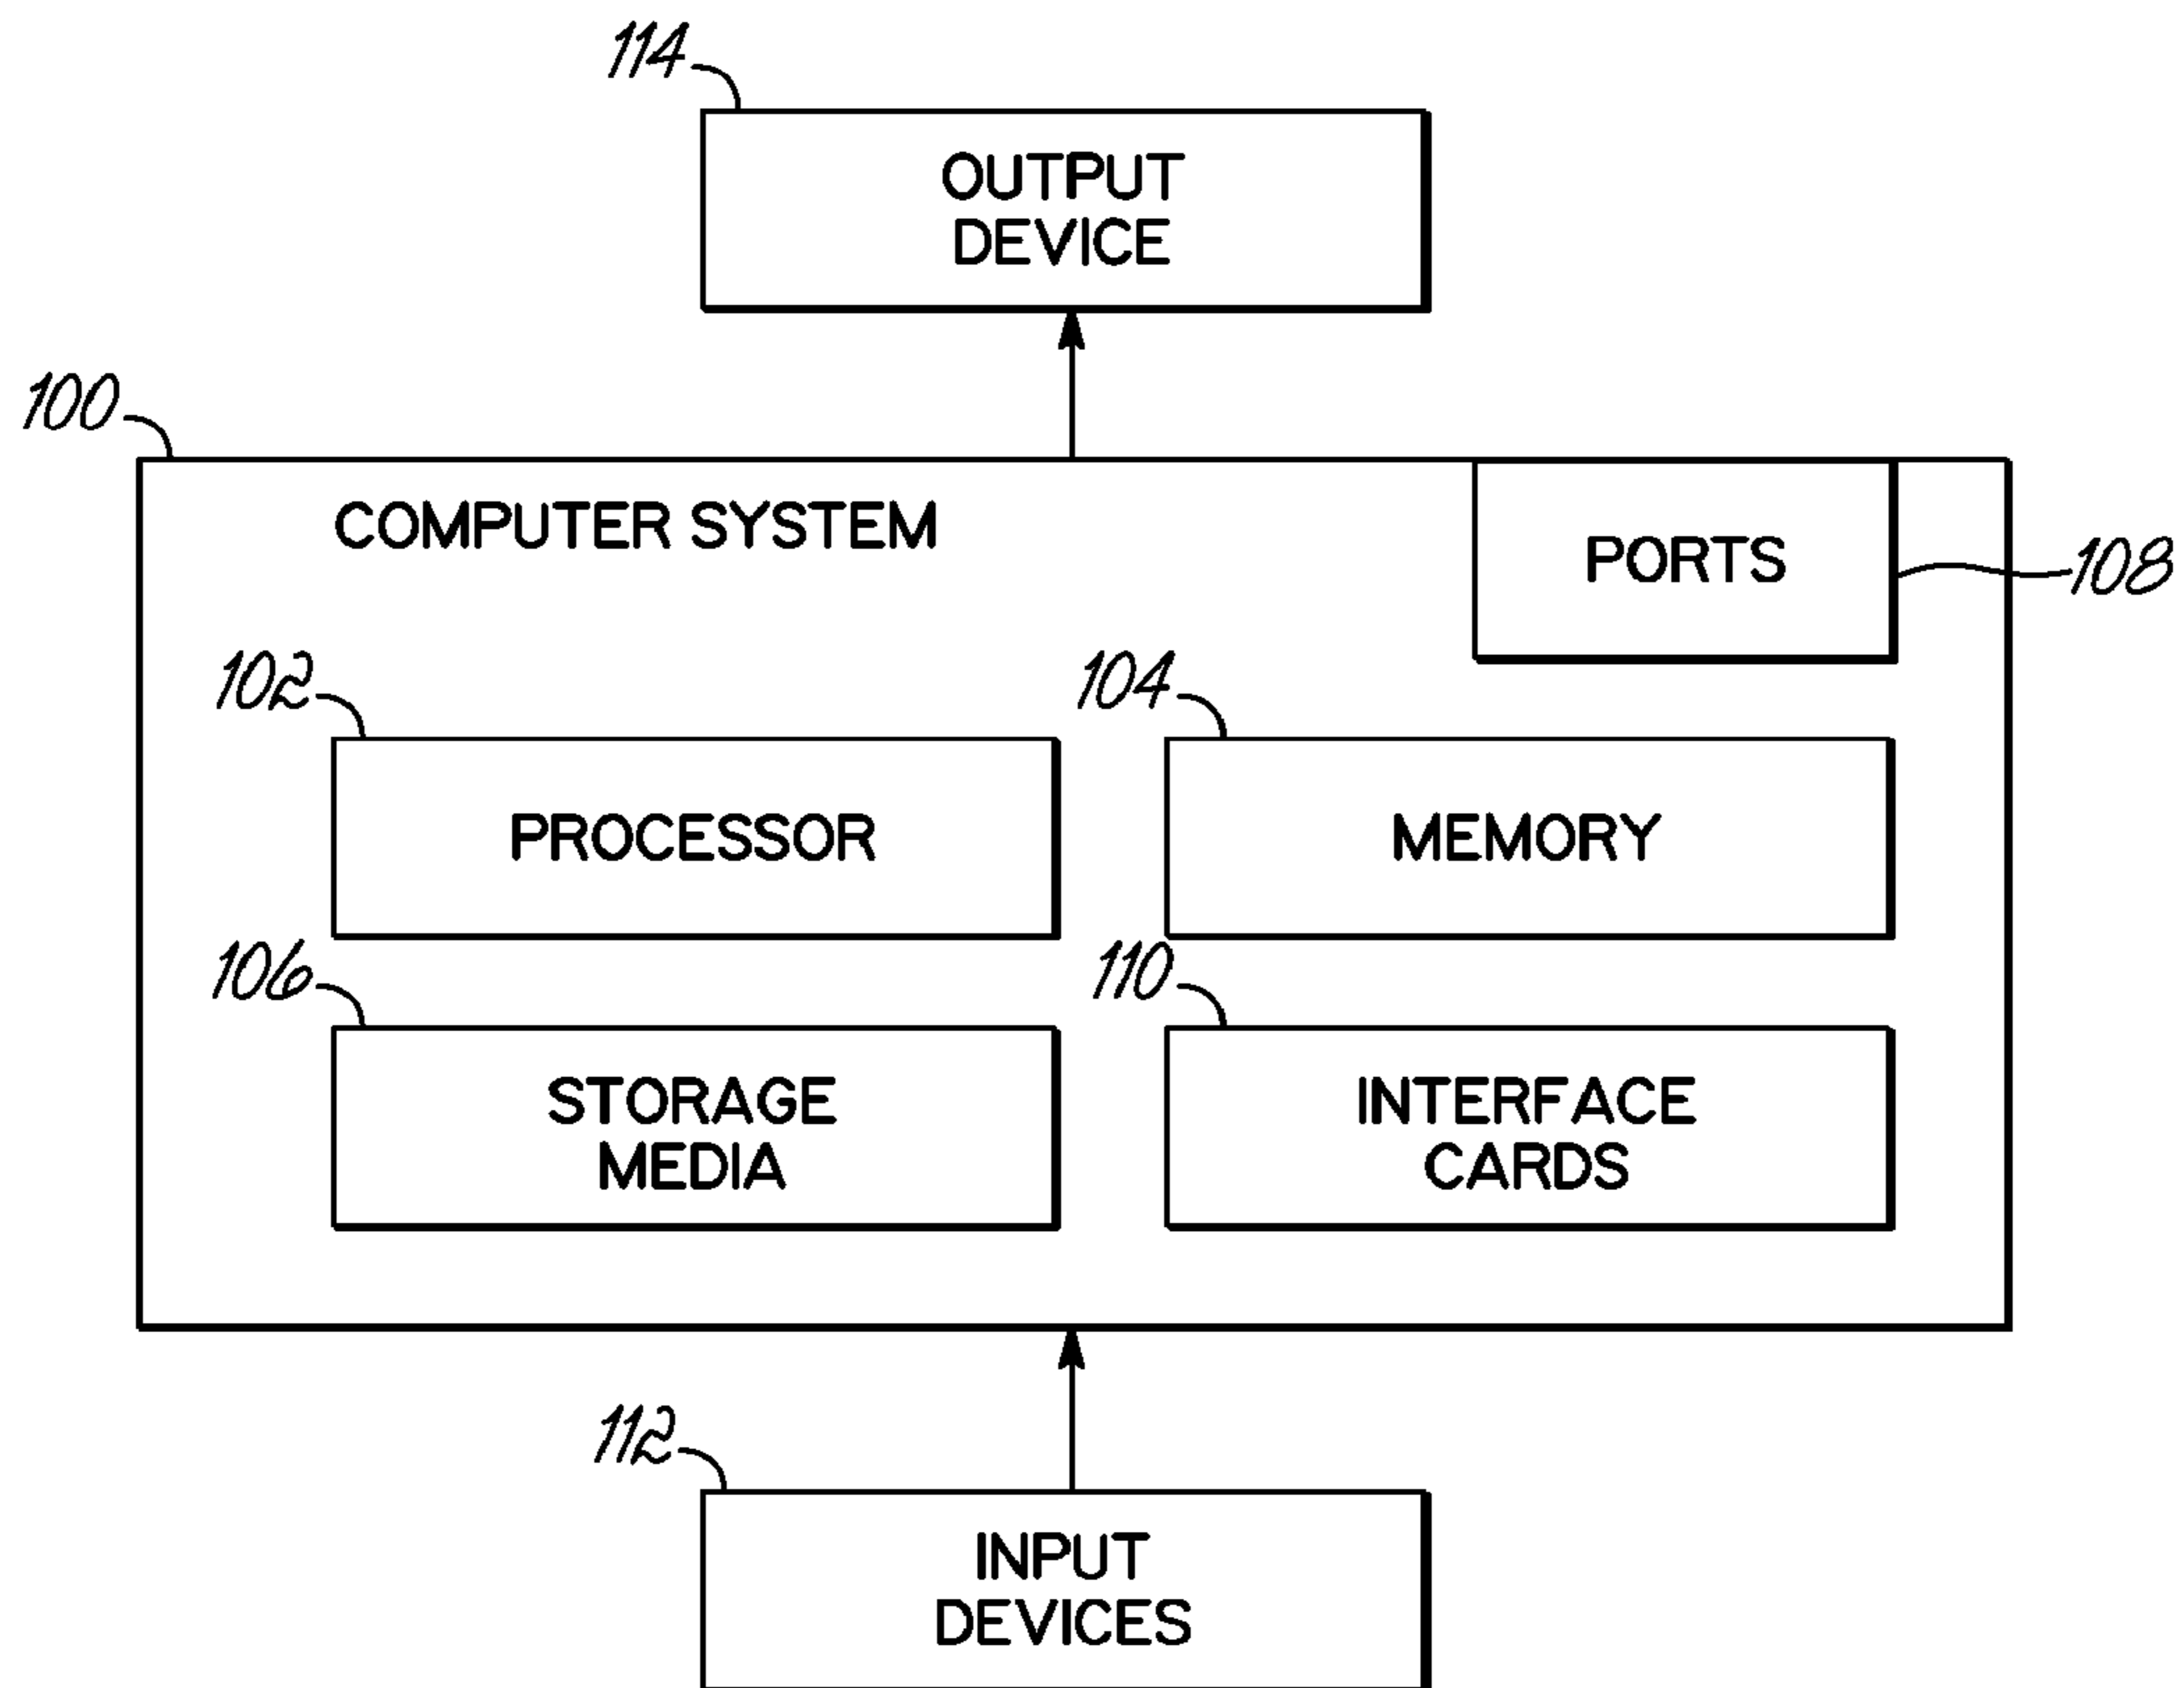 114
OUTPUT
DEVICE
100
COMPUTER SYSTEM
PORTS
108
102
104
PROCESSOR
MEMORY
106
110
STORAGE
MEDIA
INTERFACE
CARDS
112
INPUT
DEVICES